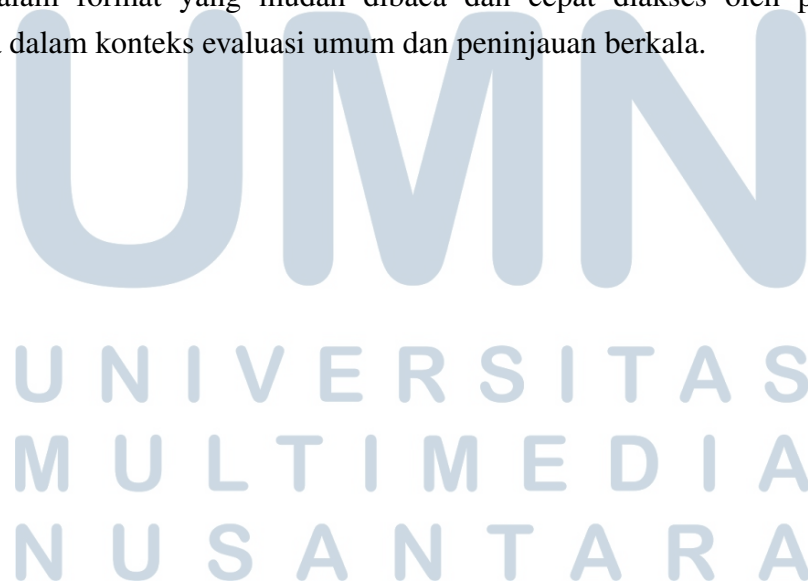 format yang mudah dibaca dan cepat diakses oleh
dalam konteks evaluasi umum dan peninjauan berkala.
UMN
UNIVERSITAS
MULTIMEDIA
NUSANTARA